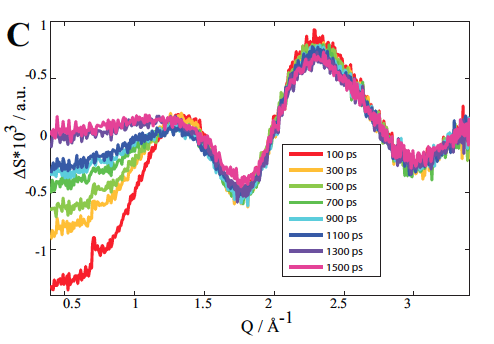 C
1
-0.5
0
-0.5
-1
ΔS*10³ / a.u.
100 ps
300 ps
500 ps
700 ps
900 ps
1100 ps
1300 ps
1500 ps
0.5 1 1.5 2 2.5 3
Q / Å⁻¹